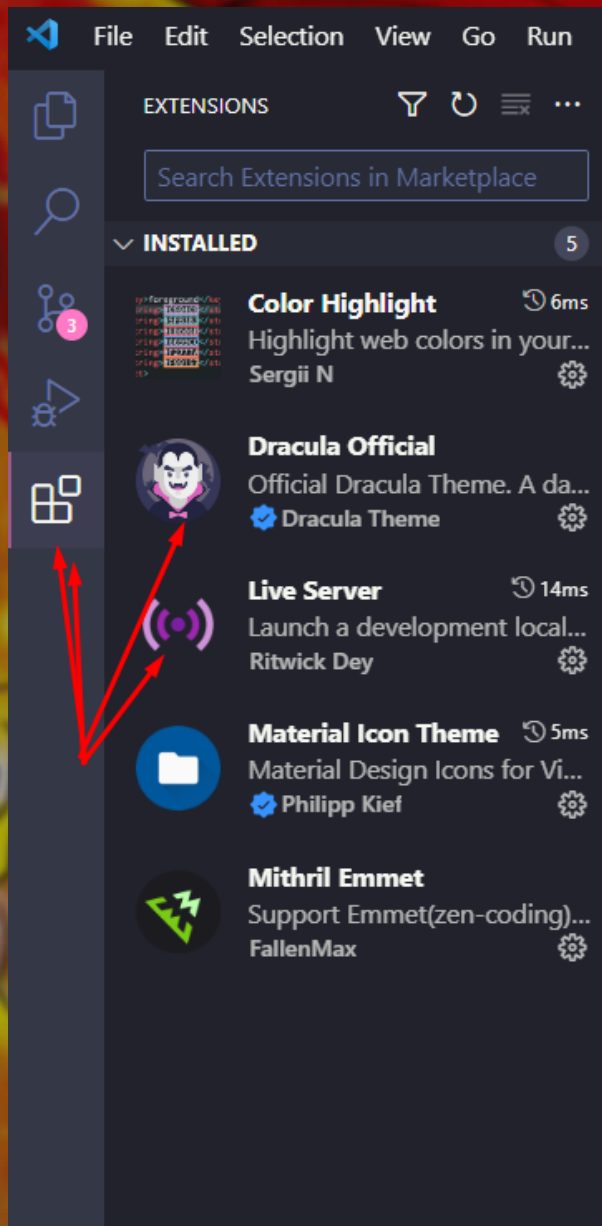 File Edit Selection View Go Run
EXTENSIONS
Search Extensions in Marketplace
INSTALLED 5
Color Highlight 6ms
Highlight web colors in your...
Sergii N
3
Dracula Official
Official Dracula Theme. A da...
Dracula Theme
Live Server 14ms
Launch a development local...
Ritwick Dey
Material Icon Theme 5ms
Material Design Icons for Vi...
Philipp Kief
Mithril Emmet
Support Emmet(zen-coding)...
FallenMax